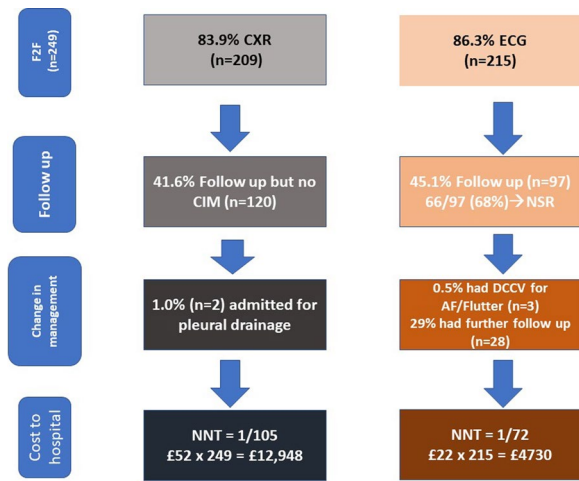 F2F
(n=249)
83.9% CXR
(n=209)
86.3% ECG
(n=215)
Follow up
41.6% Follow up but no
CIM (n=120)
45.1% Follow up (n=97)
66/97 (68%)→NSR
Change in
management
1.0% (n=2) admitted for
pleural drainage
0.5% had DCCV for
AF/Flutter (n=3)
29% had further follow up
(n=28)
Cost to
hospital
NNT = 1/105
£52 x 249 = £12,948
NNT = 1/72
£22 x 215 = £4730